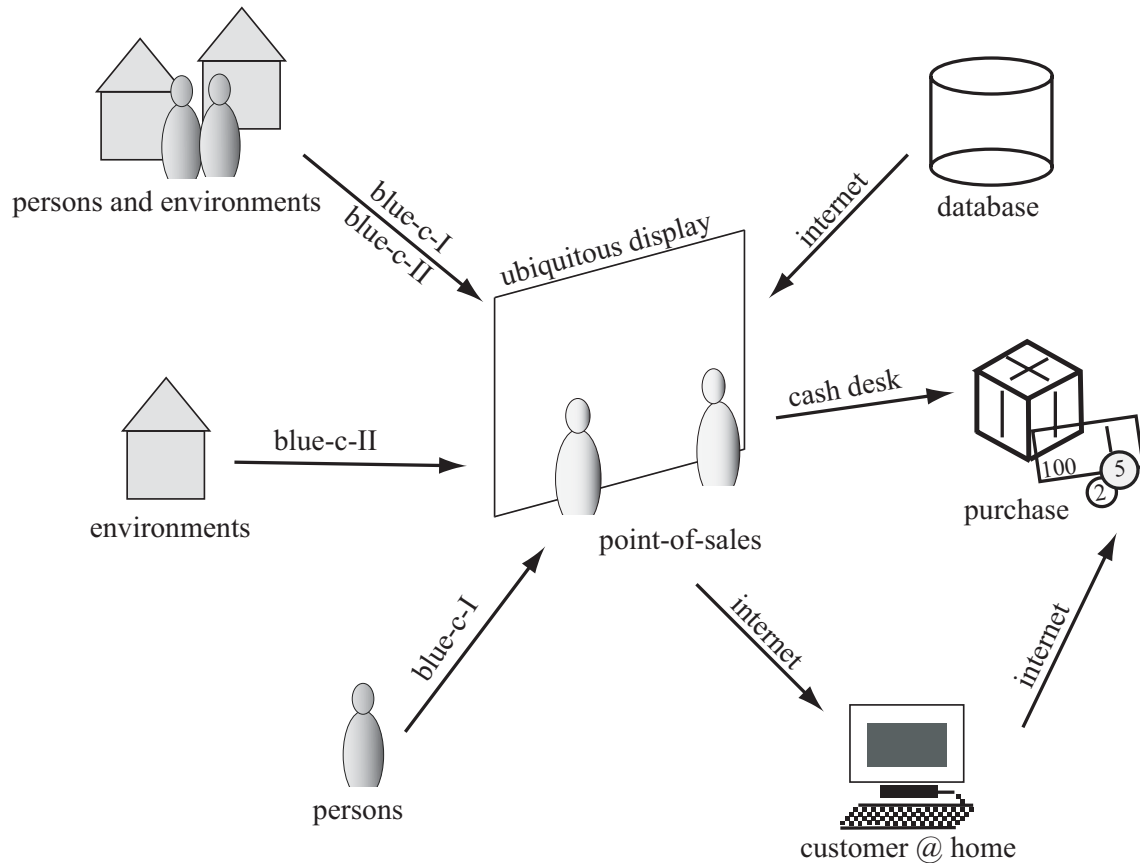 persons and environments
blue-c-I
blue-c-II
ubiquitous display
internet
database
environments
blue-c-II
cash desk
100
5
2
purchase
point-of-sales
blue-c-I
persons
internet
customer @ home
internet